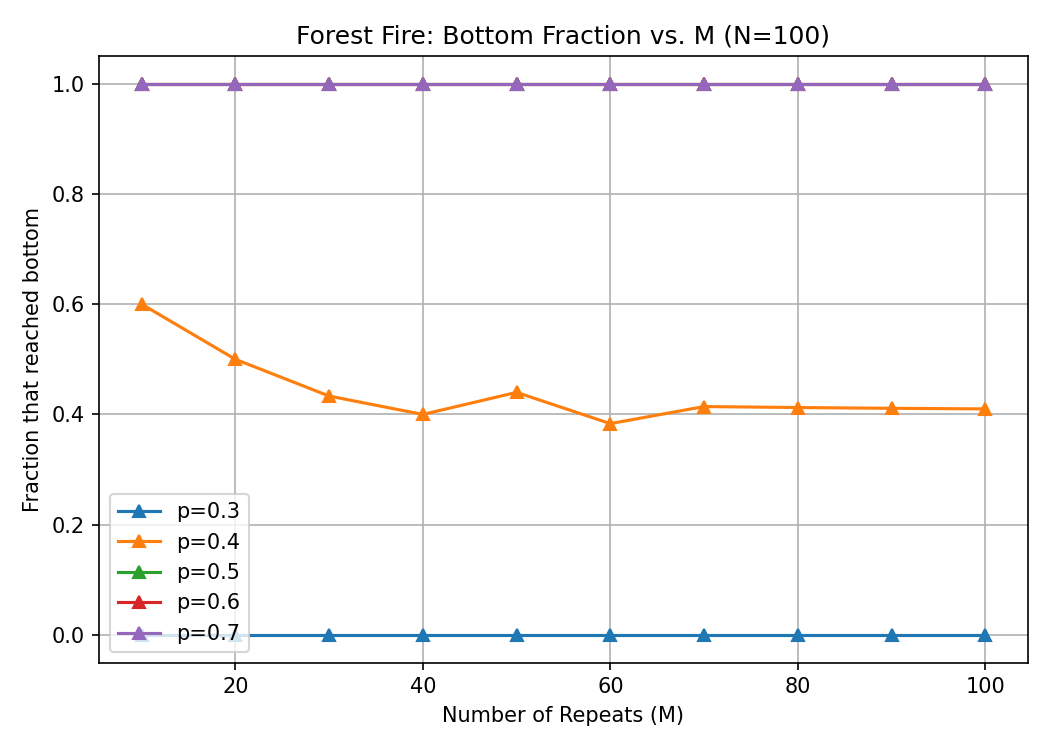 Forest Fire: Bottom Fraction vs. M (N=100)
Fraction that reached bottom
1.0
0.8
0.6
0.4
0.2
0.0
p=0.3
p=0.4
p=0.5
p=0.6
p=0.7
20 40 60 80 100
Number of Repeats (M)